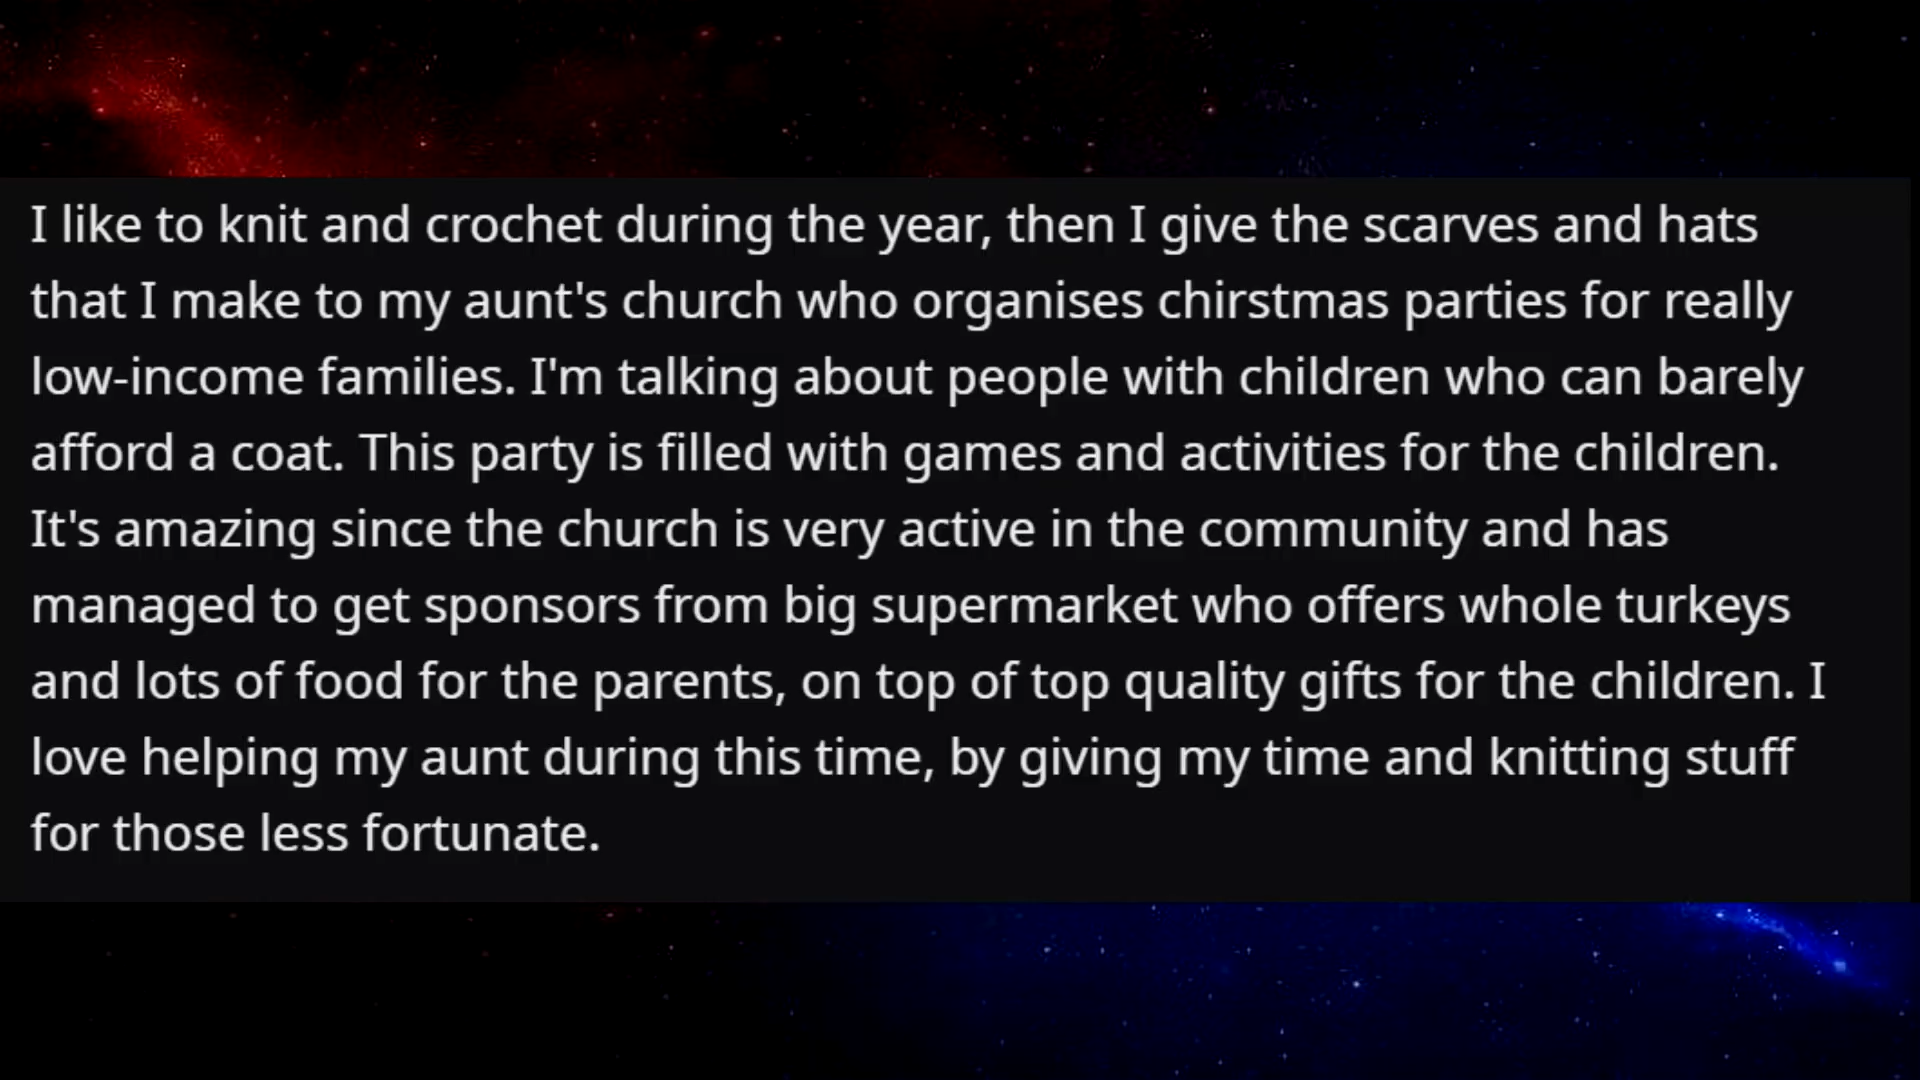 I like to knit and crochet during the year, then I give the scarves and hats
that I make to my aunt's church who organises chirstmas parties for really
low-income families. I'm talking about people with children who can barely
afford a coat. This party is filled with games and activities for the children.
It's amazing since the church is very active in the community and has
managed to get sponsors from big supermarket who offers whole turkeys
and lots of food for the parents, on top of top quality gifts for the children. I
love helping my aunt during this time, by giving my time and knitting stuff
for those less fortunate.